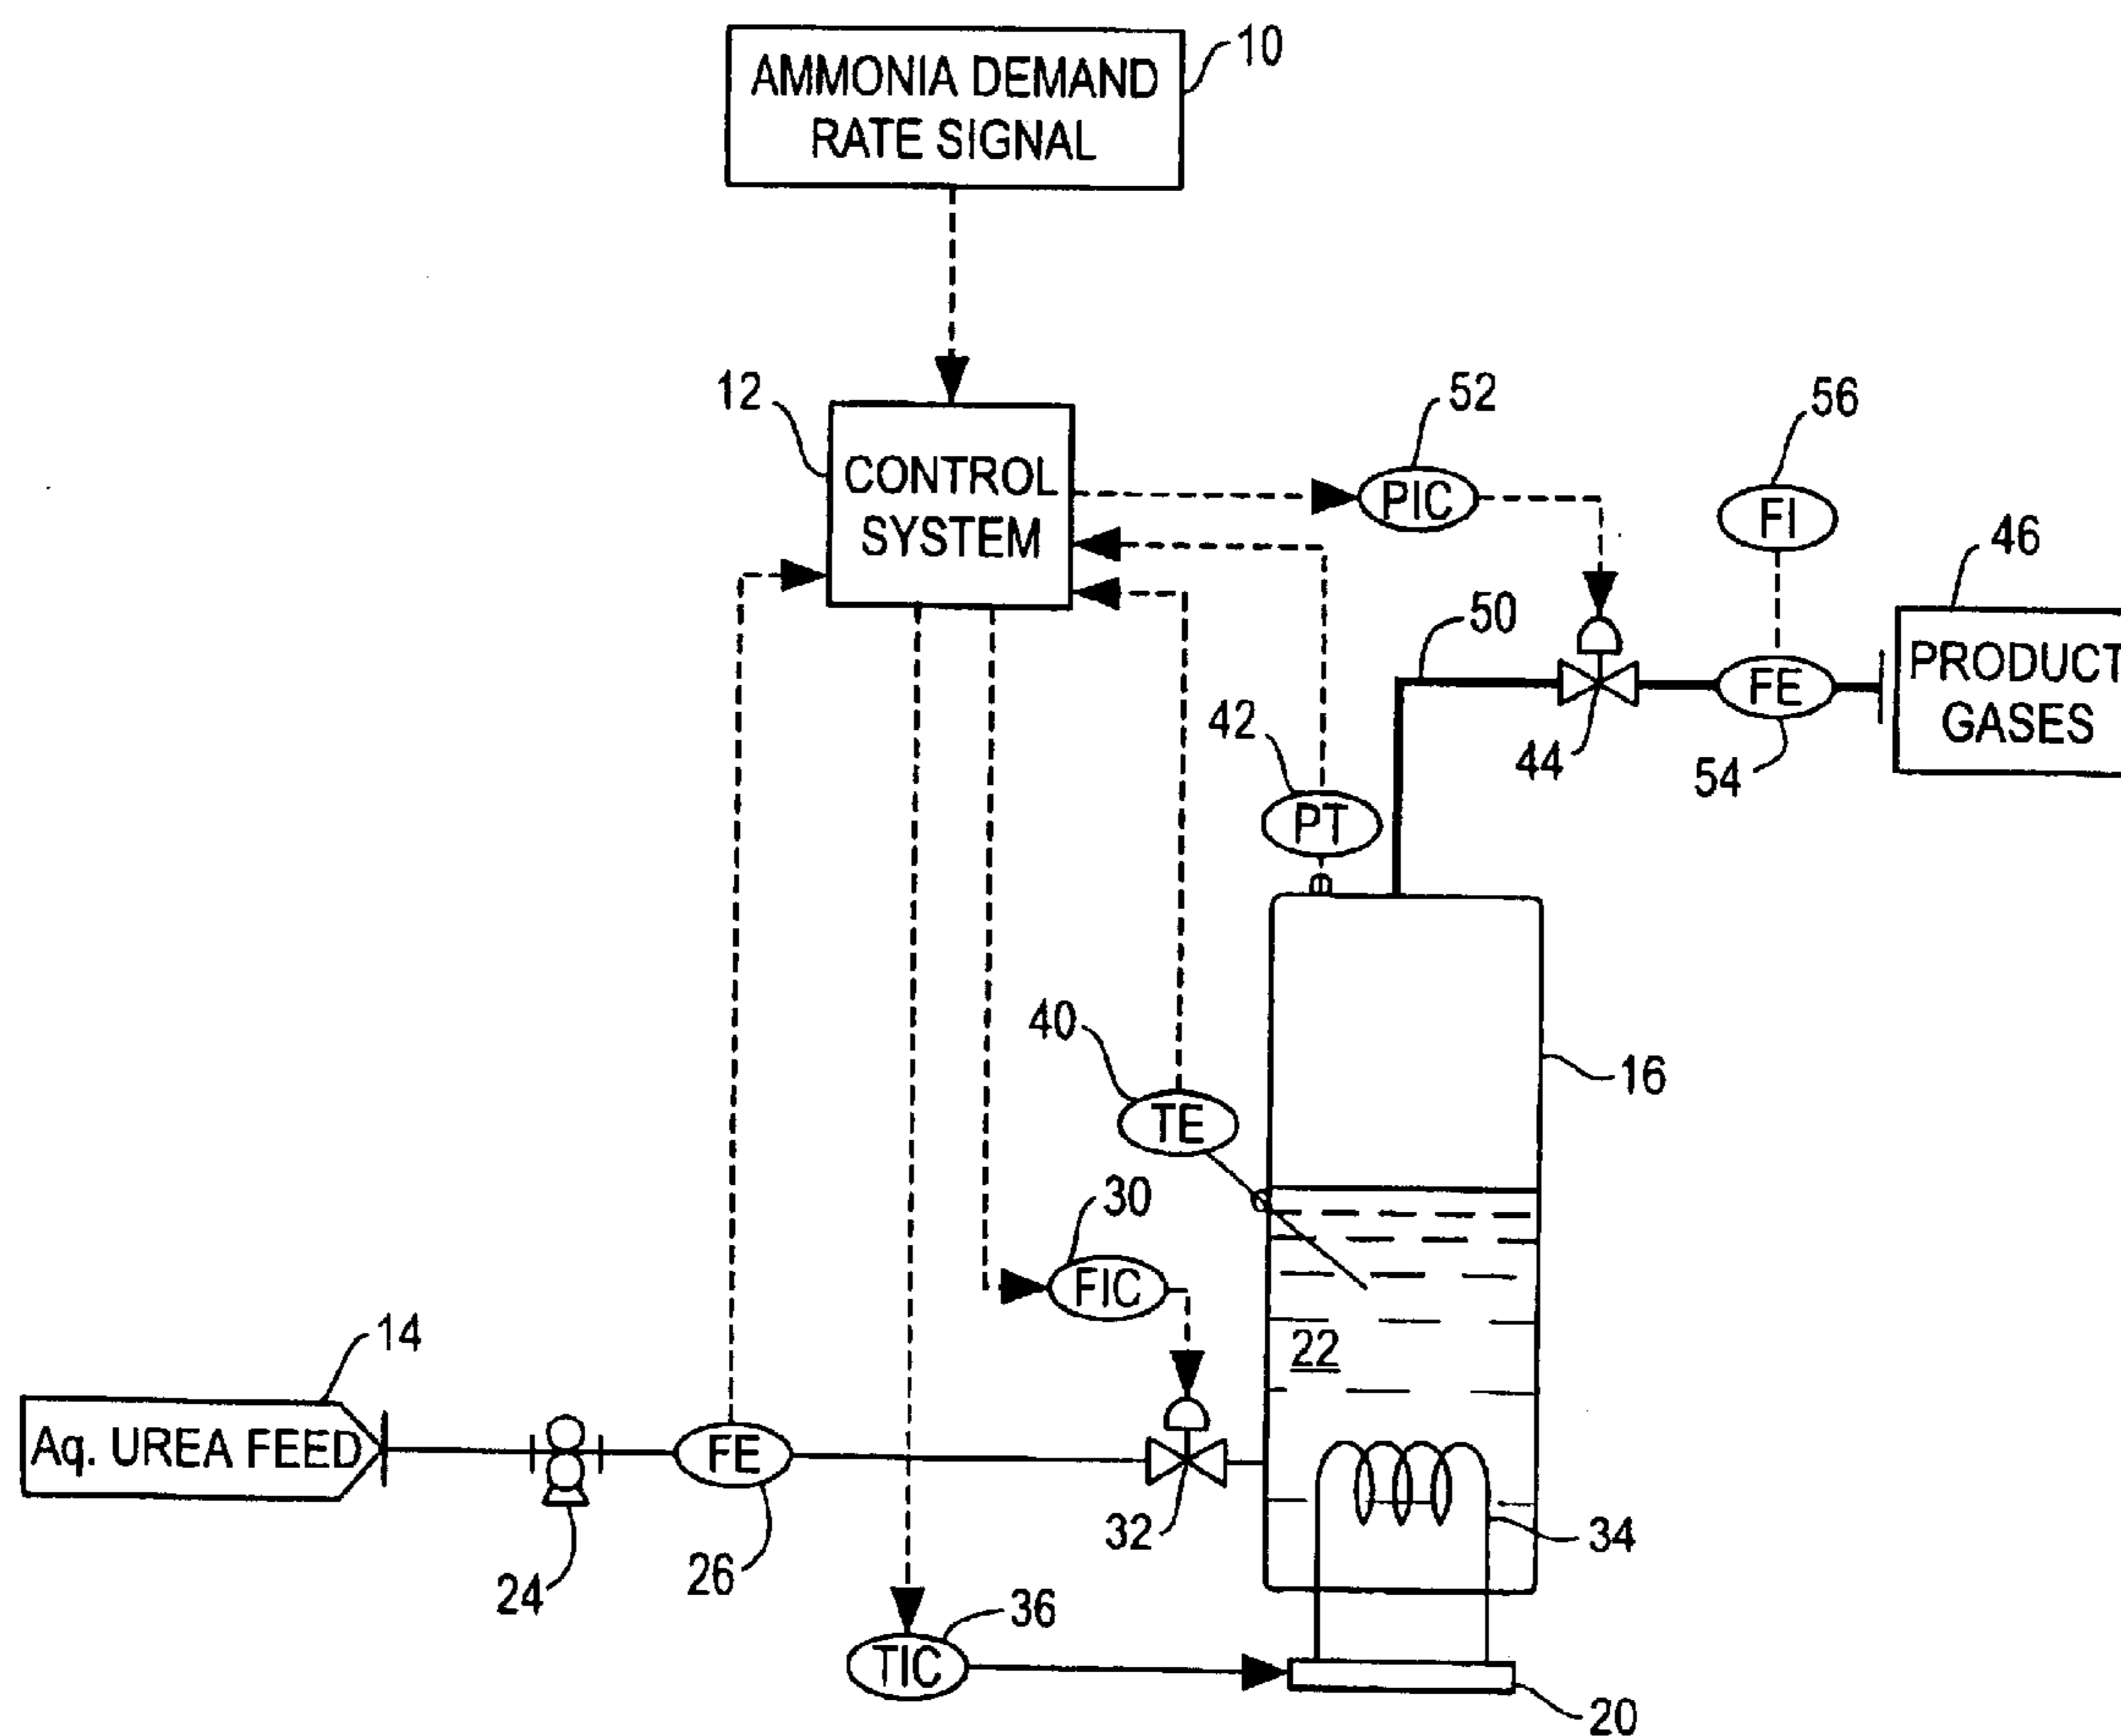 AMMONIA DEMAND
RATE SIGNAL
10
12
CONTROL
SYSTEM
52
PIC
56
FI
46
PRODUCT
GASES
50
44
FE
54
42
PT
16
40
TE
30
FIC
22
14
Aq. UREA FEED
24
FE
26
32
34
36
TIC
20